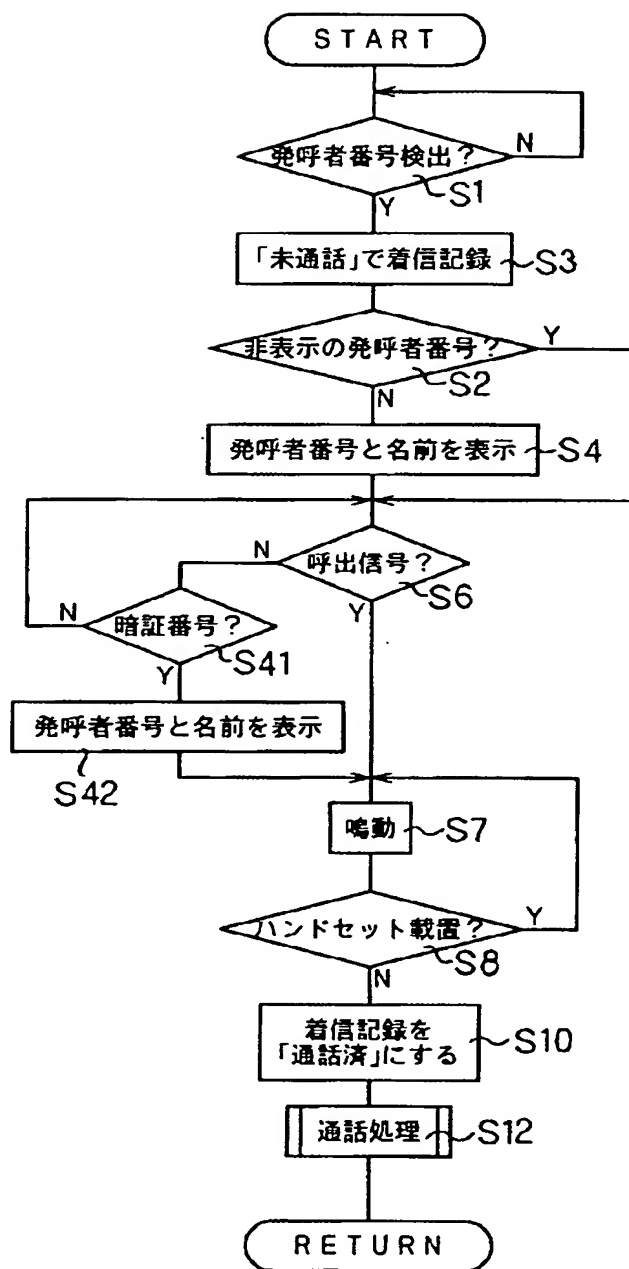 START
発呼者番号検出?
N
S1
Y
「未通話」で着信記録
S3
非表示の発呼者番号?
Y
S2
N
発呼者番号と名前を表示
S4
呼出信号?
N
S6
Y
暗証番号?
N
S41
Y
発呼者番号と名前を表示
S42
鳴動
S7
ハンドセット載置?
Y
S8
N
着信記録を
「通話済」にする
S10
通話処理
S12
RETURN